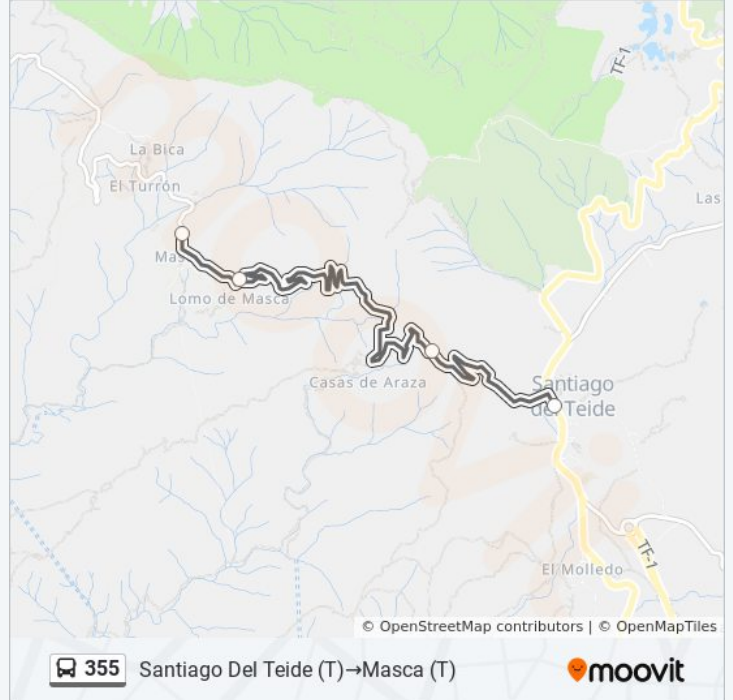 TF-1
La Bica
El Turrón
Las
Mas
Lomo de Masca
Casas de Araza
Santiago
del Teide
TF-1
El Molledo
© OpenStreetMap contributors | © OpenMapTiles
355 Santiago Del Teide (T)→Masca (T)
moovit